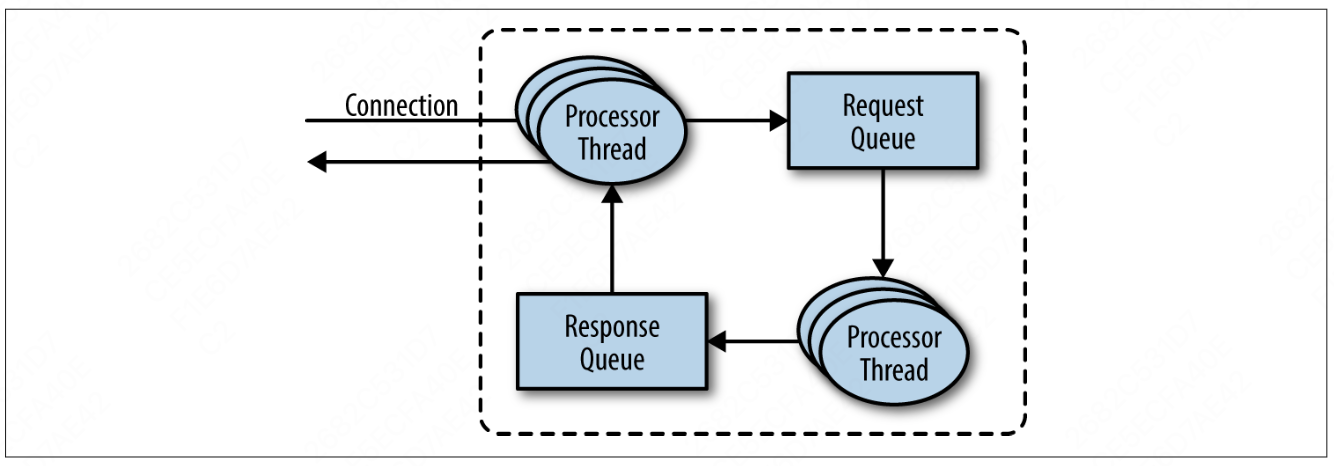 Connection
Processor
Thread
Request
Queue
Response
Queue
Processor
Thread